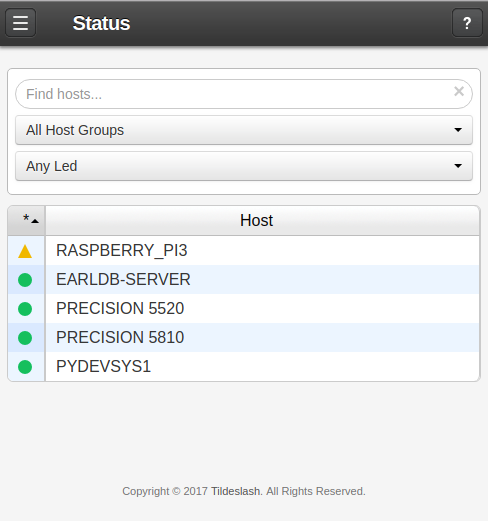 Status
?
Find hosts...
All Host Groups
Any Led
* Host
RASPBERRY_PI3
EARLDB-SERVER
PRECISION 5520
PRECISION 5810
PYDEVSYS1
Copyright © 2017 Tildeslash. All Rights Reserved.